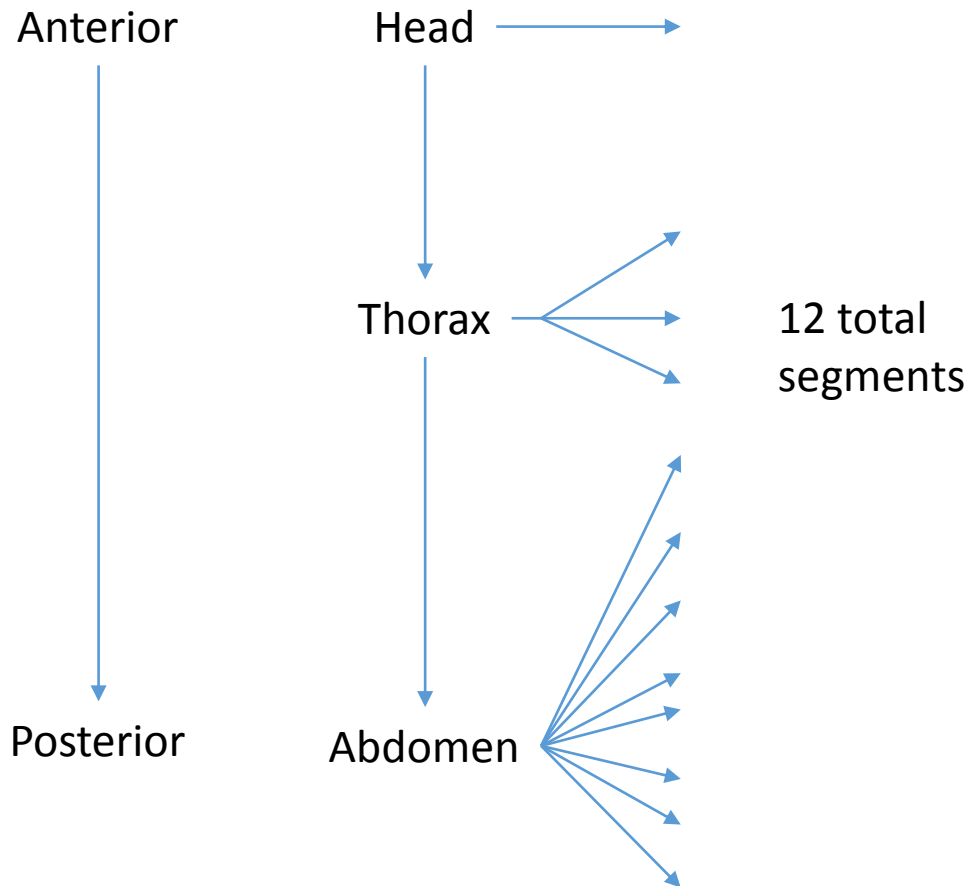 Anterior
Head
Thorax
12 total
segments
Posterior
Abdomen